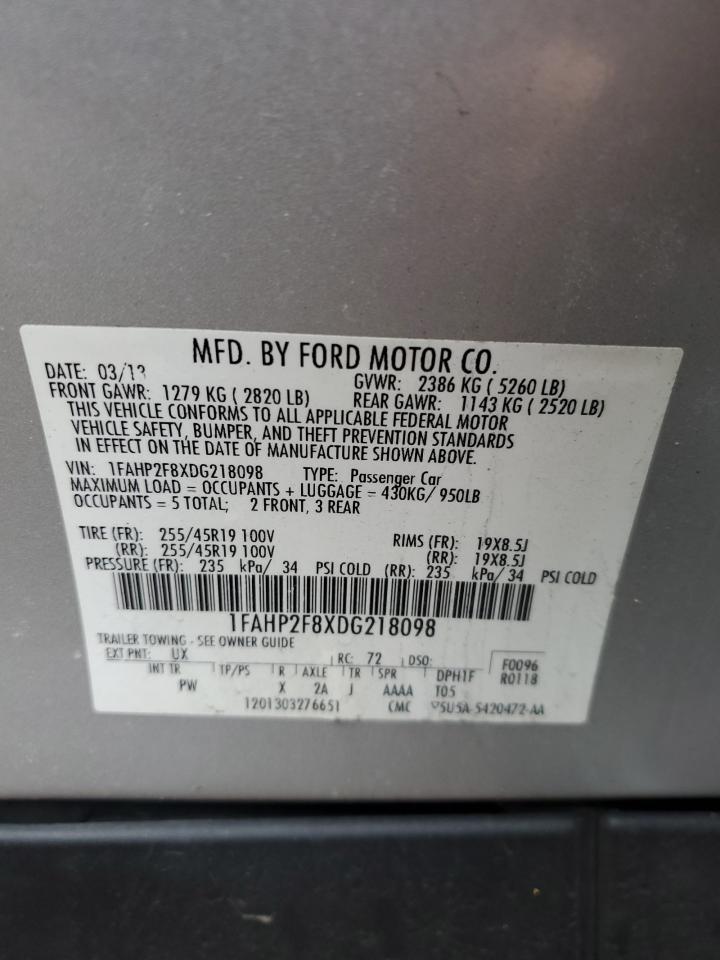 MFD. BY FORD MOTOR CO.
DATE: 03/13 GVWR: 2386 KG ( 5260 LB)
FRONT GAWR: 1279 KG ( 2820 LB) REAR GAWR: 1143 KG ( 2520 LB)
THIS VEHICLE CONFORMS TO ALL APPLICABLE FEDERAL MOTOR
VEHICLE SAFETY, BUMPER, AND THEFT PREVENTION STANDARDS
IN EFFECT ON THE DATE OF MANUFACTURE SHOWN ABOVE.
VIN: 1FAHP2F8XDG218098 TYPE: Passenger Car
MAXIMUM LOAD = OCCUPANTS + LUGGAGE = 430KG/ 950LB
OCCUPANTS = 5 TOTAL; 2 FRONT, 3 REAR
TIRE (FR): 255/45R19 100V RIMS (FR): 19X8.5J
(RR): 255/45R19 100V (RR): 19X8.5J
PRESSURE (FR): 235 kPa/ 34 PSI COLD (RR): 235 kPa/ 34 PSI COLD
1FAHP2F8XDG218098
TRAILER TOWING - SEE OWNER GUIDE
EXT PNT: UX RC: 72 DSO: F0096
INT TR TP/PS R AXLE TR SPR DPH1F R0118
PW X 2A J AAAA T05
1201303276651 CMC 5U5A-5420472-AA